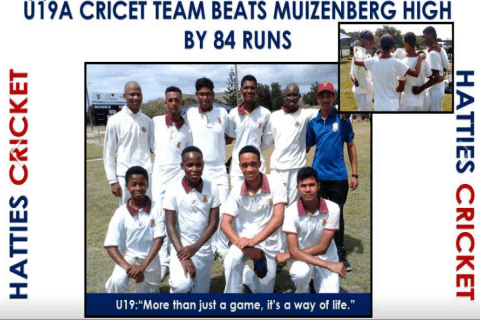 U19A CRICET TEAM BEATS MUIZENBERG HIGH
BY 84 RUNS
HATTIES CRICKET
HATTIES CRICKET
U19:“More than just a game, it's a way of life.”